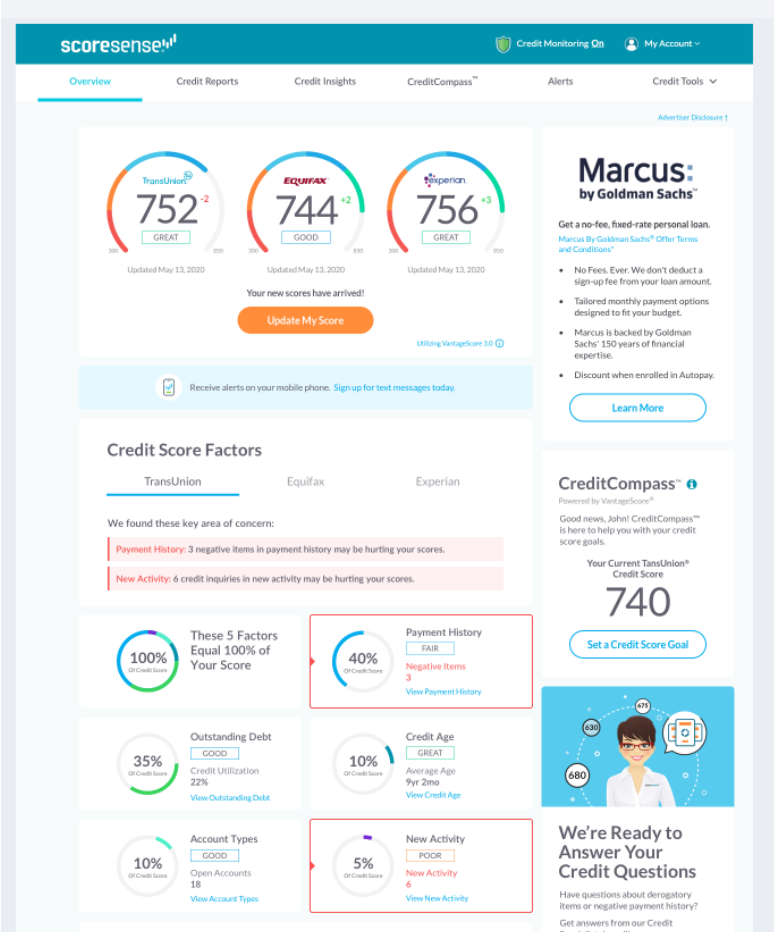 scoresense
Credit Monitoring On
My Account
Overview
Credit Reports
Credit Insights
CreditCompass™
Alerts
Credit Tools
Advertiser Disclosure †
TransUnion
752 -2
GREAT
300
850
Updated May 13, 2020
EQUIFAX
744 +2
GOOD
300
850
Updated May 13, 2020
experian.
756 +3
GREAT
300
850
Updated May 13, 2020
Your new scores have arrived!
Update My Score
Utilizing VantageScore 3.0
Receive alerts on your mobile phone. Sign up for text messages today.
Credit Score Factors
TransUnion
Equifax
Experian
We found these key area of concern:
Payment History: 3 negative items in payment history may be hurting your scores.
New Activity: 6 credit inquiries in new activity may be hurting your scores.
100%
Of Credit Score
These 5 Factors
Equal 100% of
Your Score
40%
Of Credit Score
Payment History
FAIR
Negative Items
3
View Payment History
35%
Of Credit Score
Outstanding Debt
GOOD
Credit Utilization
22%
View Outstanding Debt
10%
Of Credit Score
Credit Age
GREAT
Average Age
9yr 2mo
View Credit Age
10%
Of Credit Score
Account Types
GOOD
Open Accounts
18
View Account Types
5%
Of Credit Score
New Activity
POOR
New Activity
6
View New Activity
Marcus:
by Goldman Sachs™
Get a no-fee, fixed-rate personal loan.
Marcus By Goldman Sachs® Offer Terms
and Conditions*
• No Fees. Ever. We don't deduct a
sign-up fee from your loan amount.
• Tailored monthly payment options
designed to fit your budget.
• Marcus is backed by Goldman
Sachs' 150 years of financial
expertise.
• Discount when enrolled in Autopay.
Learn More
CreditCompass™
Powered by VantageScore®
Good news, John! CreditCompass™
is here to help you with your credit
score goals.
Your Current TansUnion®
Credit Score
740
Set a Credit Score Goal
675
630
680
We're Ready to
Answer Your
Credit Questions
Have questions about derogatory
items or negative payment history?
Get answers from our Credit